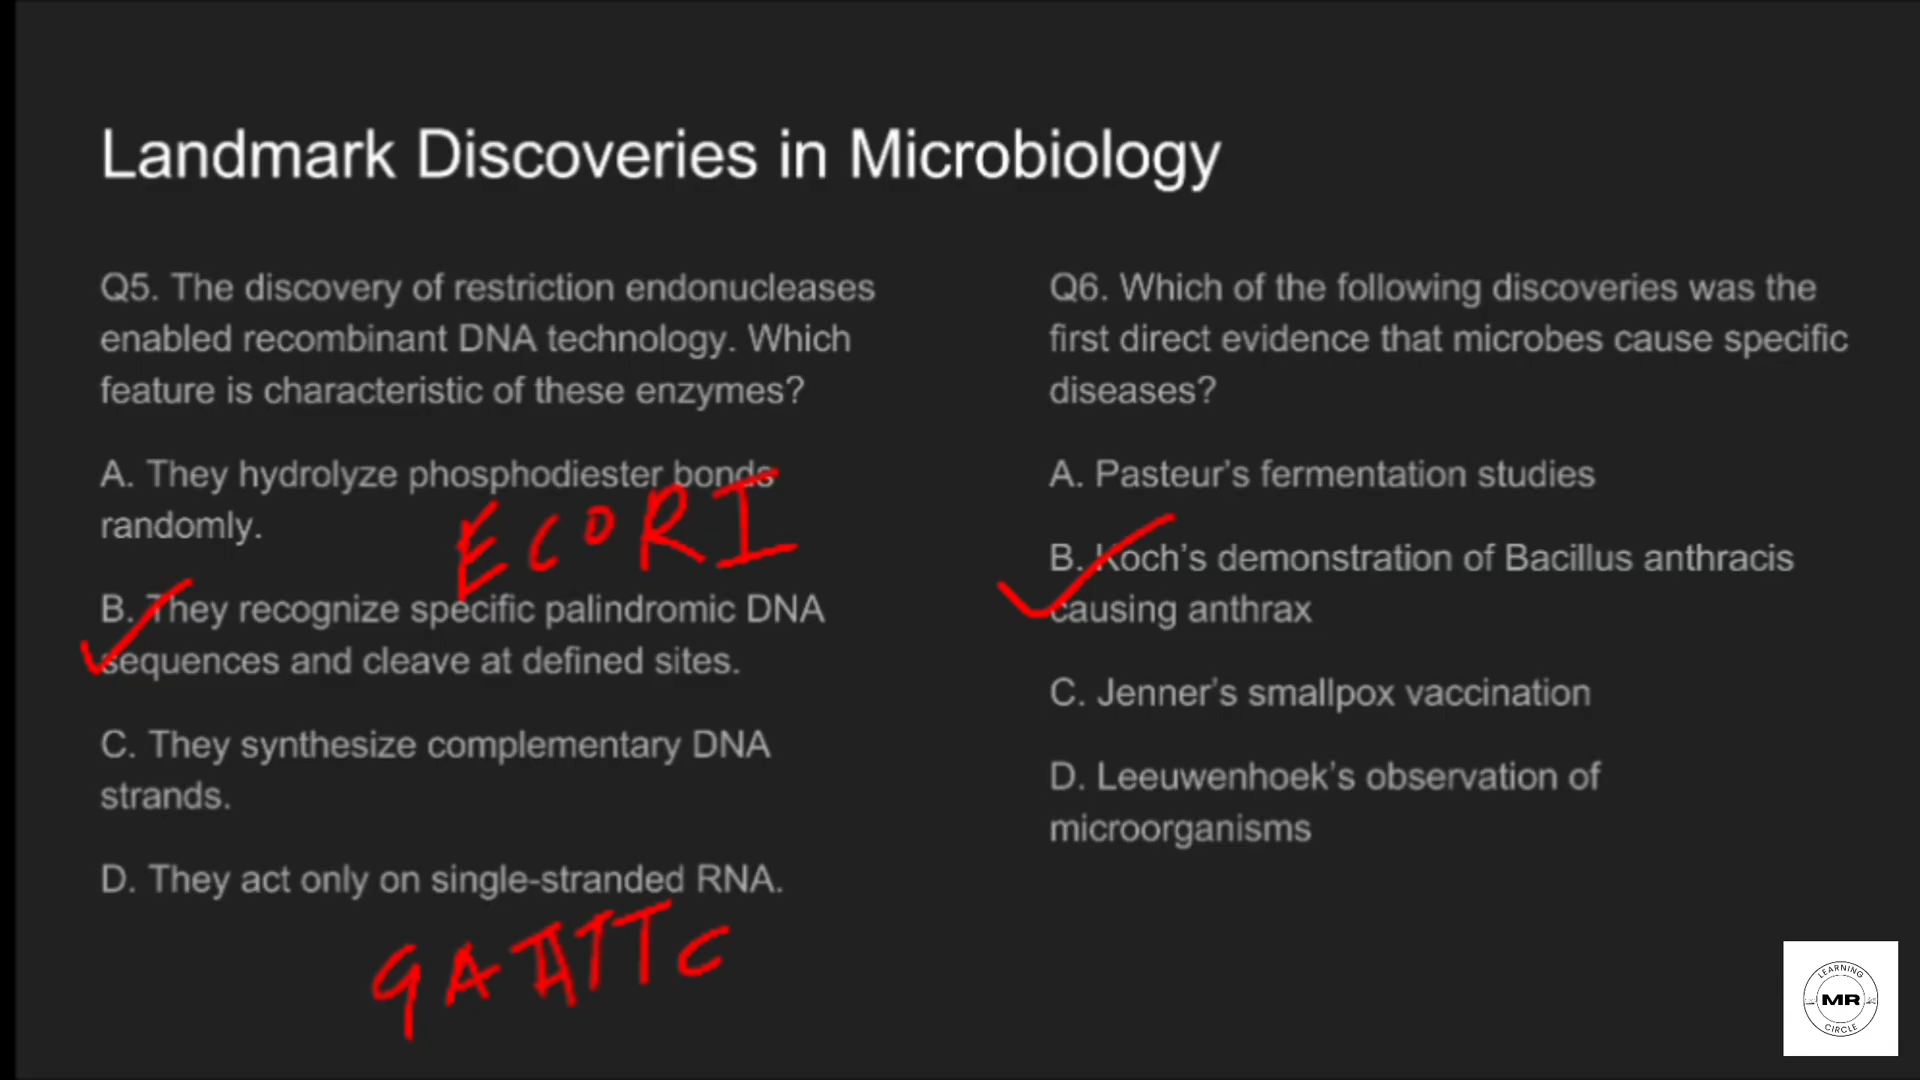 Landmark Discoveries in Microbiology
Q5. The discovery of restriction endonucleases
enabled recombinant DNA technology. Which
feature is characteristic of these enzymes?
A. They hydrolyze phosphodiester bonds
randomly.
ECORI
B. They recognize specific palindromic DNA
sequences and cleave at defined sites.
C. They synthesize complementary DNA
strands.
D. They act only on single-stranded RNA.
GAATTC
Q6. Which of the following discoveries was the
first direct evidence that microbes cause specific
diseases?
A. Pasteur’s fermentation studies
B. Koch’s demonstration of Bacillus anthracis
causing anthrax
C. Jenner’s smallpox vaccination
D. Leeuwenhoek’s observation of
microorganisms
LEARNING
MR
CIRCLE